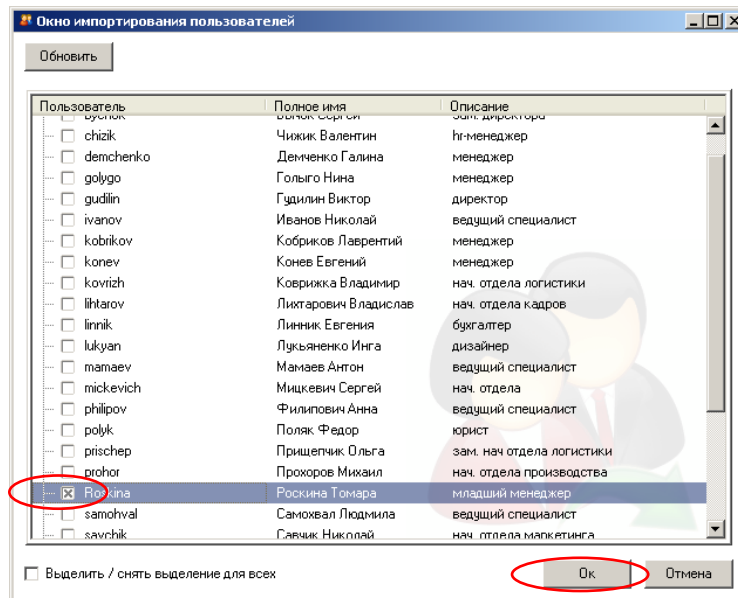 Окно импортирования пользователей
Обновить
Пользователь Полное имя Описание
bychok Бычок Сергей зам. директора
chizik Чижик Валентин hr-менеджер
demchenko Демченко Галина менеджер
golygo Голыго Нина менеджер
gudilin Гудилин Виктор директор
ivanov Иванов Николай ведущий специалист
kobrikov Кобриков Лаврентий менеджер
konev Конев Евгений менеджер
kovrizh Коврижка Владимир нач. отдела логистики
lihtarov Лихтарович Владислав нач. отдела кадров
linnik Линник Евгения бухгалтер
lukyan Лукьяненко Инга дизайнер
mamaev Мамаев Антон ведущий специалист
mickevich Мицкевич Сергей нач. отдела
philipov Филипович Анна ведущий специалист
polyk Поляк Федор юрист
prischep Прищепчик Ольга зам. нач отдела логистики
prohor Прохоров Михаил нач. отдела производства
Roskina Роскина Томара младший менеджер
samohval Самохвал Людмила ведущий специалист
savchik Савчик Николай нач. отдела маркетинга
Выделить / снять выделение для всех Ок Отмена